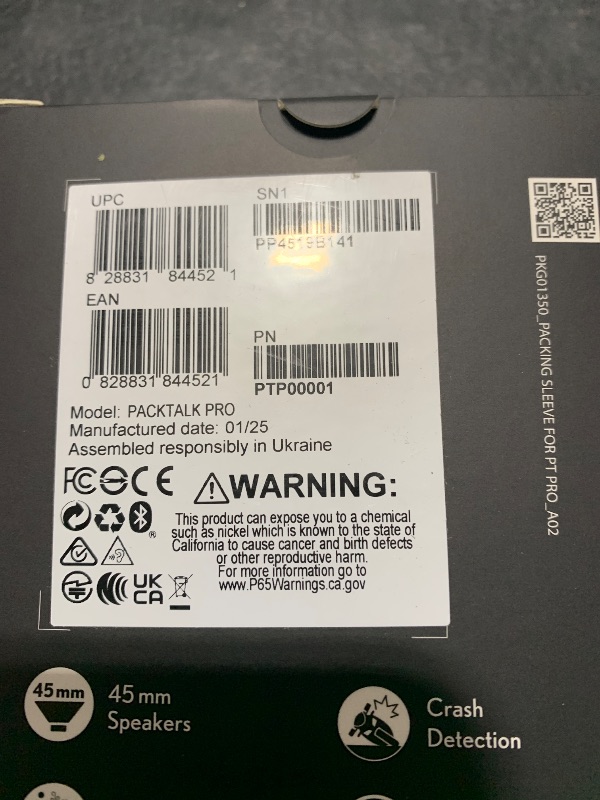 UPC
8 28831 84452 1
EAN
0 828831 844521
SN1
PP4519B141
PN
PTP00001
Model: PACKTALK PRO
Manufactured date: 01/25
Assembled responsibly in Ukraine
FC CE
UK
CA
WARNING:
This product can expose you to a chemical
such as nickel which is known to the state of
California to cause cancer and birth defects
or other reproductive harm.
For more information go to
www.P65Warnings.ca.gov
PKG01350_PACKING SLEEVE FOR PT PRO_A02
45mm
45mm
Speakers
Crash
Detection